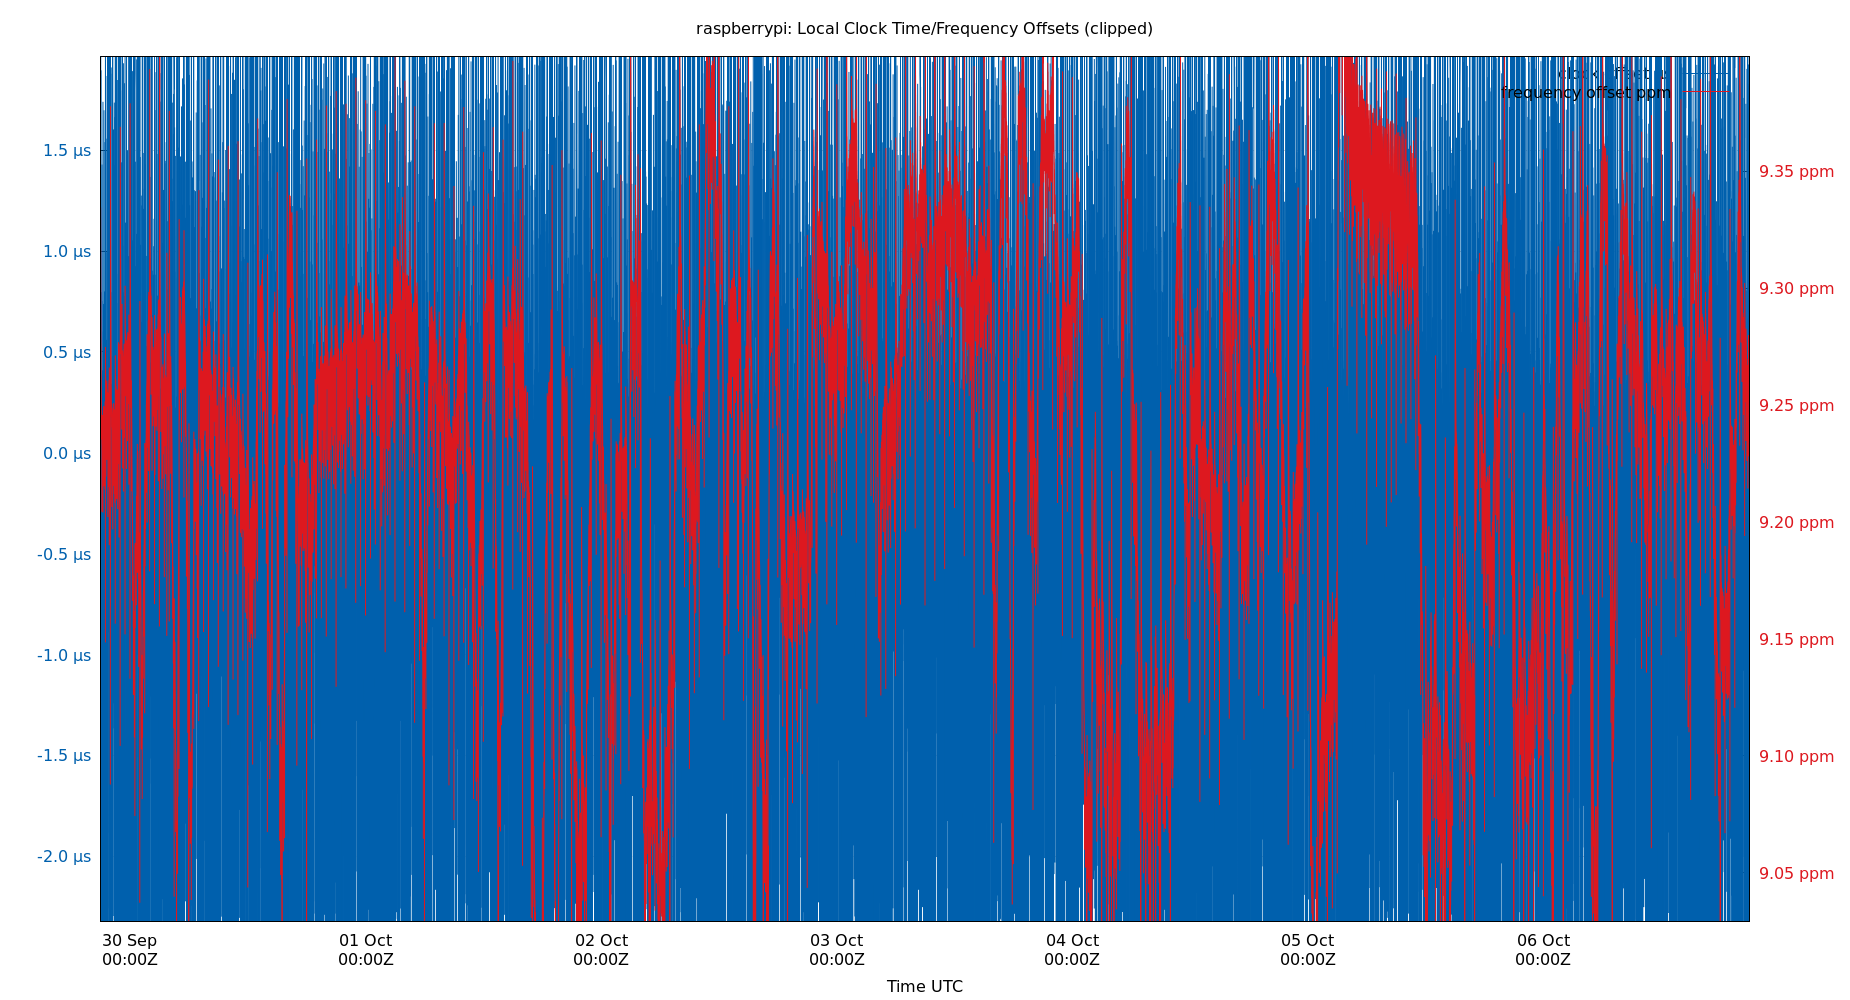 raspberrypi: Local Clock Time/Frequency Offsets (clipped)
frequency offset ppm
1.5 µs
1.0 µs
0.5 µs
0.0 µs
-0.5 µs
-1.0 µs
-1.5 µs
-2.0 µs
9.35 ppm
9.30 ppm
9.25 ppm
9.20 ppm
9.15 ppm
9.10 ppm
9.05 ppm
30 Sep
00:00Z
01 Oct
00:00Z
02 Oct
00:00Z
03 Oct
00:00Z
04 Oct
00:00Z
05 Oct
00:00Z
06 Oct
00:00Z
Time UTC